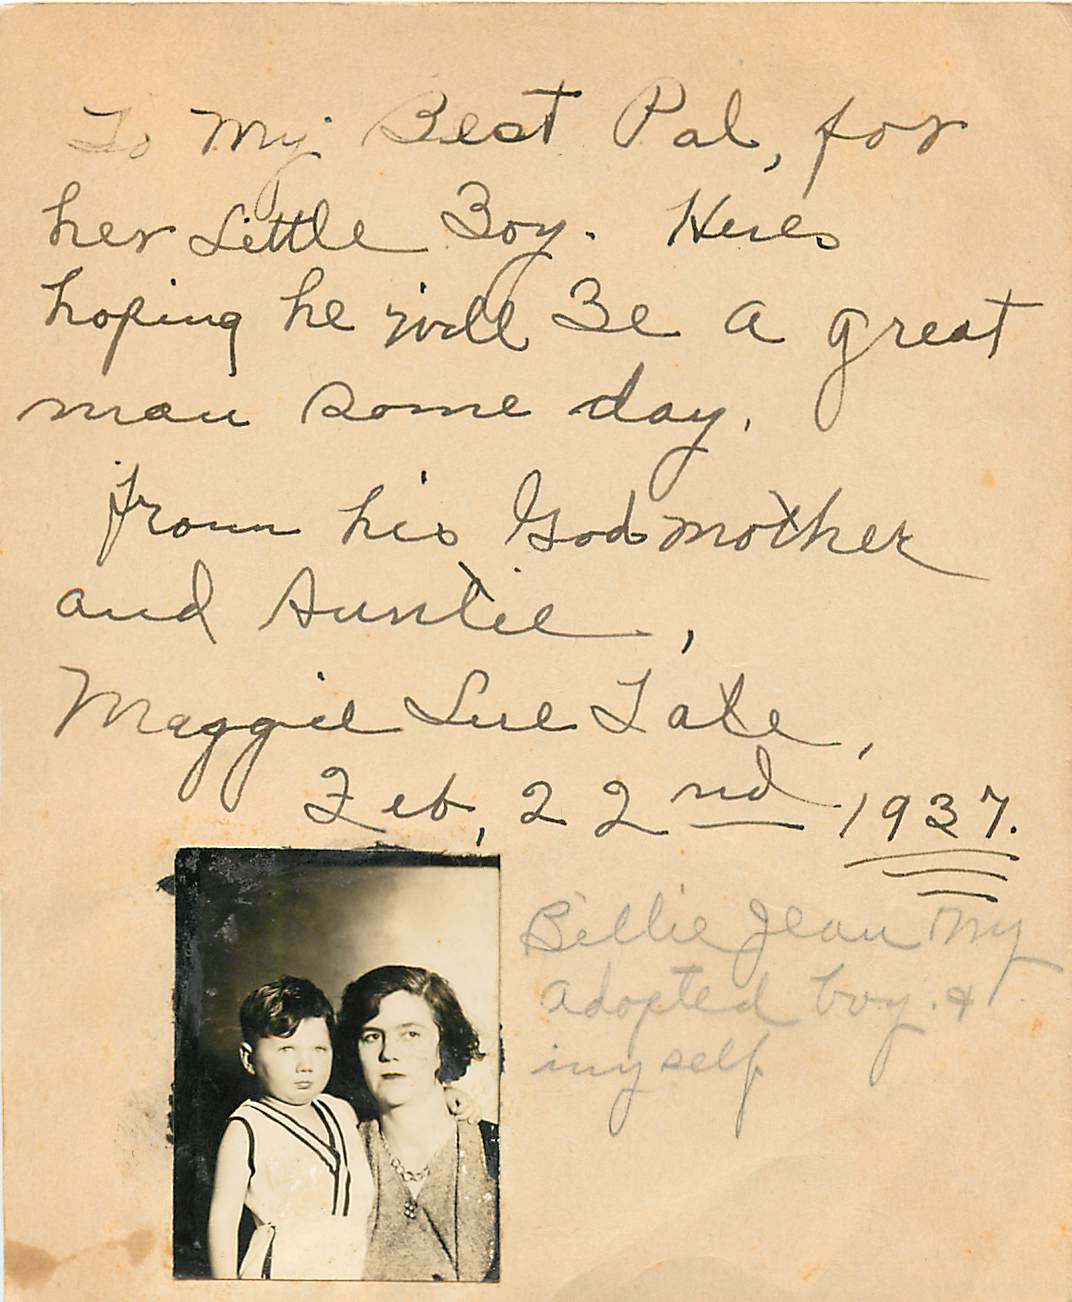 To My Best Pal, for
her Little Boy. Heres
hoping he will Be a great
man some day.
From his Godmother
and Auntie,
Maggie Sue Tate,
Feb, 22nd 1937.
Billie Jean My
adopted boy. &
myself